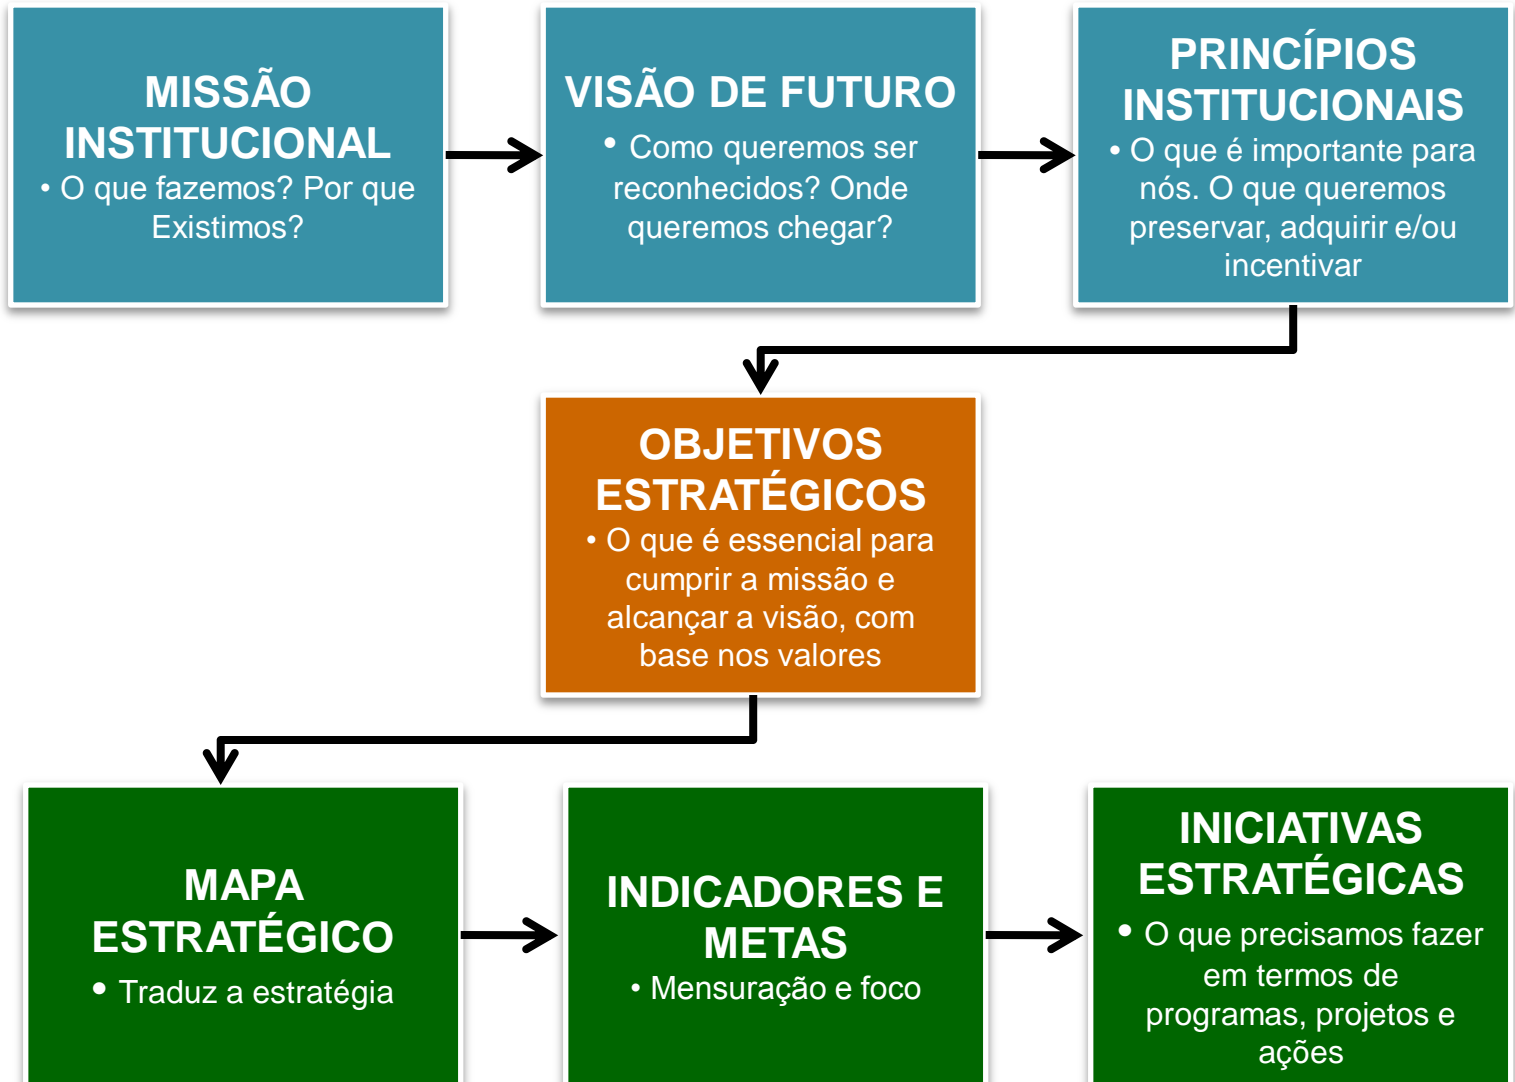 MISSÃO
INSTITUCIONAL
• O que fazemos? Por que
Existimos?
VISÃO DE FUTURO
• Como queremos ser
reconhecidos? Onde
queremos chegar?
PRINCÍPIOS
INSTITUCIONAIS
• O que é importante para
nós. O que queremos
preservar, adquirir e/ou
incentivar
OBJETIVOS
ESTRATÉGICOS
• O que é essencial para
cumprir a missão e
alcançar a visão, com
base nos valores
MAPA
ESTRATÉGICO
• Traduz a estratégia
INDICADORES E
METAS
• Mensuração e foco
INICIATIVAS
ESTRATÉGICAS
• O que precisamos fazer
em termos de
programas, projetos e
ações